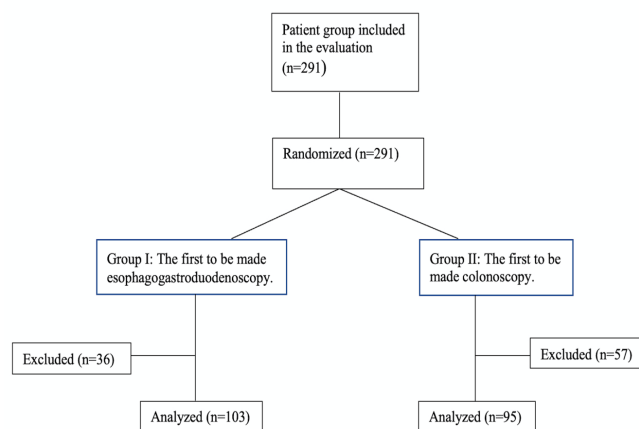 Patient group included
in the evaluation
(n=291)
Randomized (n=291)
Group I: The first to be made
esophagogastroduodenoscopy.
Group II: The first to be
made colonoscopy.
Excluded (n=36)
Excluded (n=57)
Analyzed (n=103)
Analyzed (n=95)